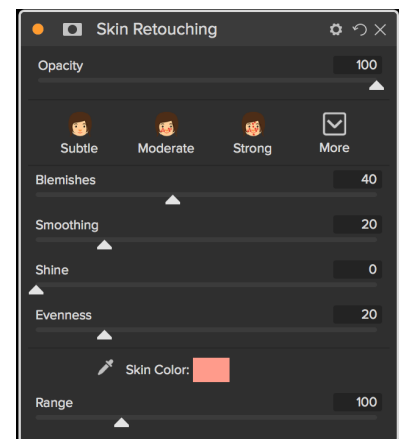 Skin Retouching
Opacity 100
Subtle Moderate Strong More
Blemishes 40
Smoothing 20
Shine 0
Evenness 20
Skin Color:
Range 100